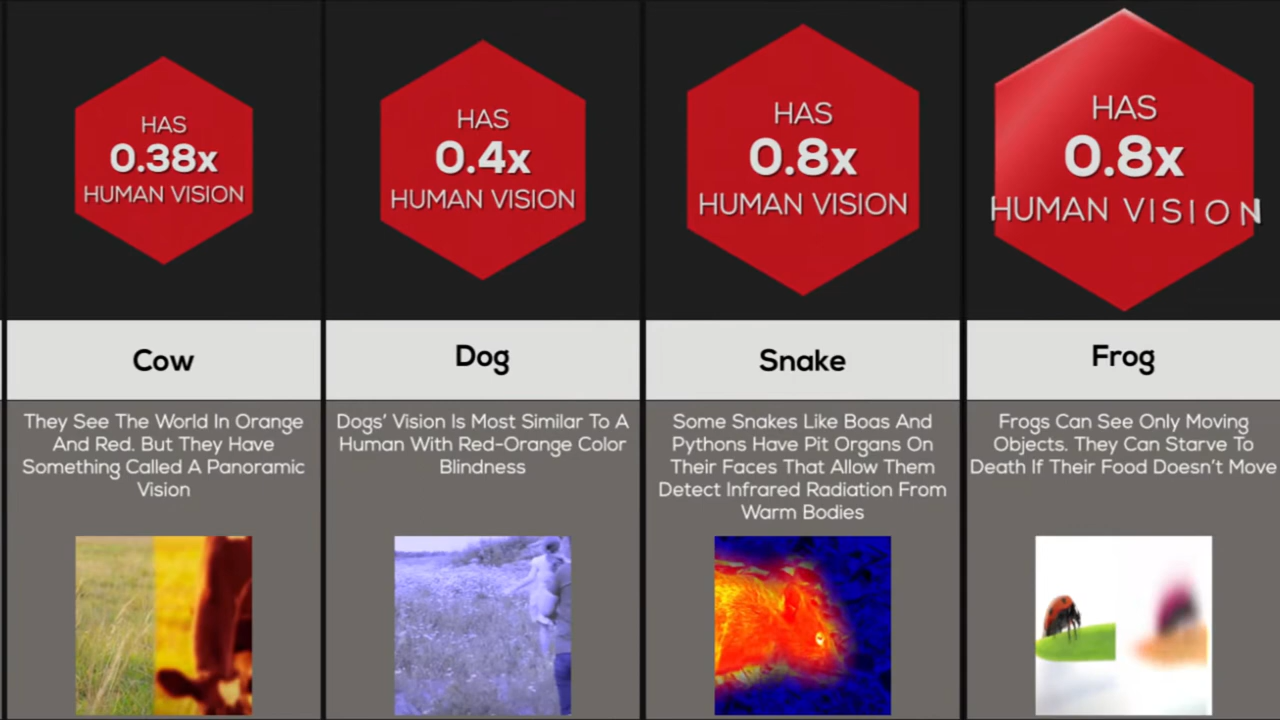 HAS
0.38x
HUMAN VISION
HAS
0.4x
HUMAN VISION
HAS
0.8x
HUMAN VISION
HAS
0.8x
HUMAN VISION
Cow
Dog
Snake
Frog
They See The World In Orange
And Red. But They Have
Something Called A Panoramic
Vision
Dogs' Vision Is Most Similar To A
Human With Red-Orange Color
Blindness
Some Snakes Like Boas And
Pythons Have Pit Organs On
Their Faces That Allow Them
Detect Infrared Radiation From
Warm Bodies
Frogs Can See Only Moving
Objects. They Can Starve To
Death If Their Food Doesn't Move